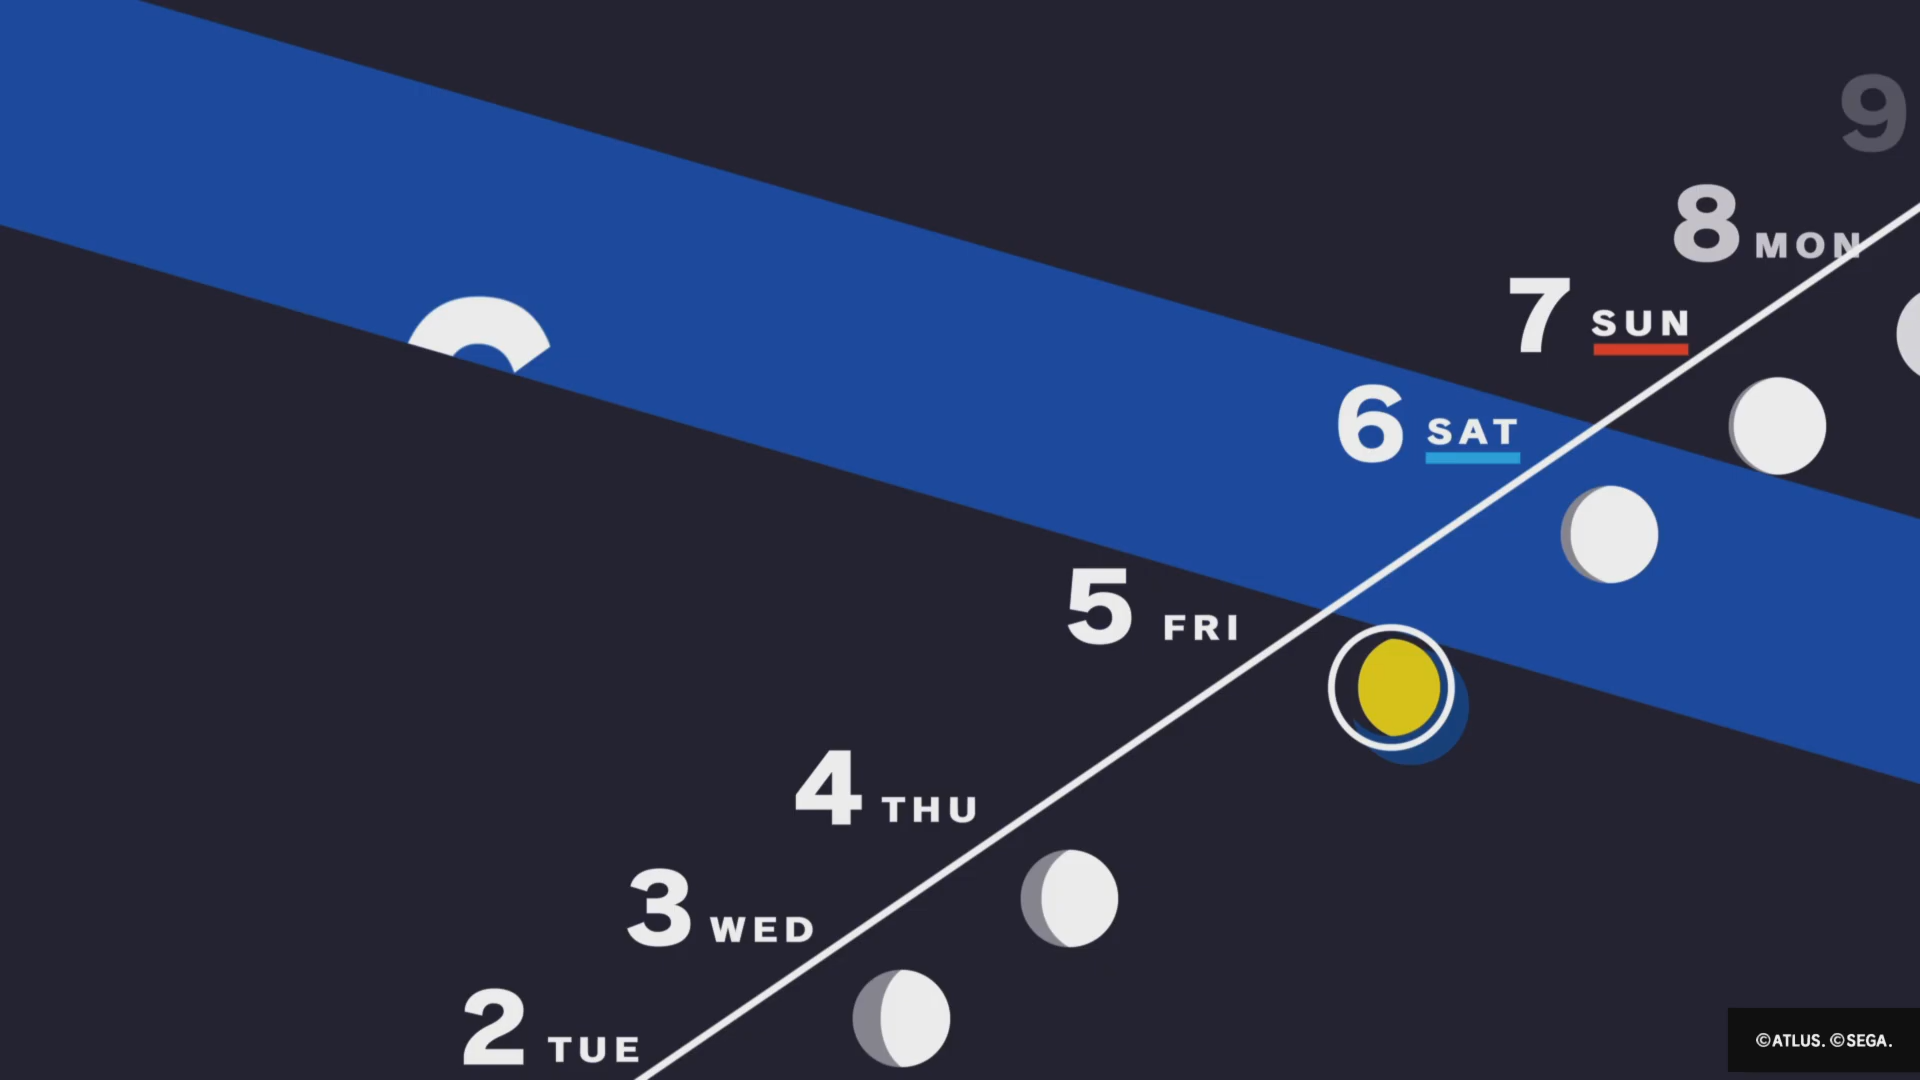 9
8 MON
7 SUN
6 SAT
5 FRI
4 THU
3 WED
2 TUE
©ATLUS. ©SEGA.